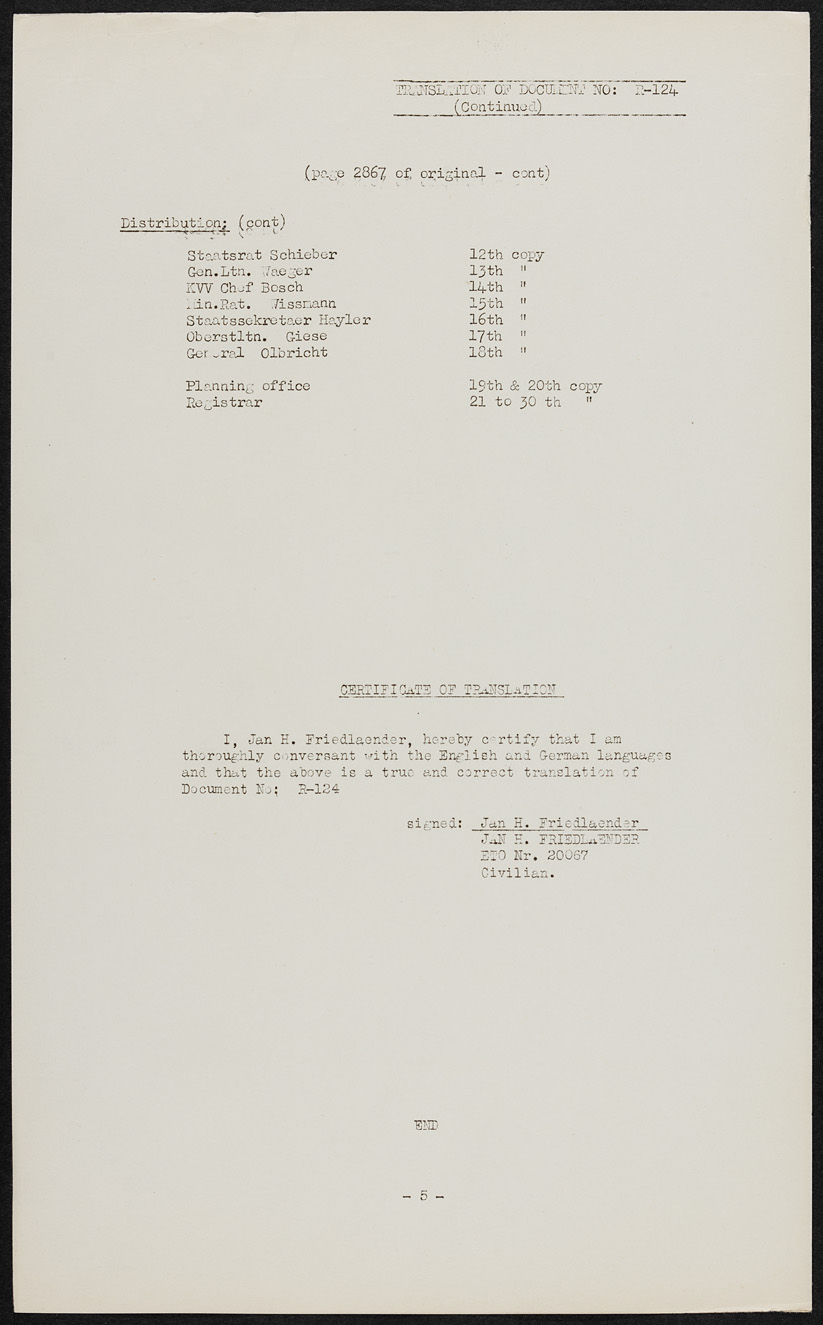 TRANSLATION OF DOCUMENT NO: R-124
(Continued)
(page 2867 of original - cont)
Distribution: (cont)
Staatsrat Schieber 12th copy
Gen.Ltn. Waeger 13th "
KVV Chef Bosch 14th "
Min.Rat. Wissmann 15th "
Staatssekretaer Hayler 16th "
Oberstltn. Giese 17th "
General Olbricht 18th "
Planning office 19th & 20th copy
Registrar 21 to 30 th "
CERTIFICATE OF TRANSLATION
I, Jan H. Friedlaender, hereby certify that I am
thoroughly conversant with the English and German languages
and that the above is a true and correct translation of
Document No: R-124
signed: Jan H. Friedlaender
JAN H. FRIEDLAENDER
ETO Nr. 20067
Civilian.
END
- 5 -